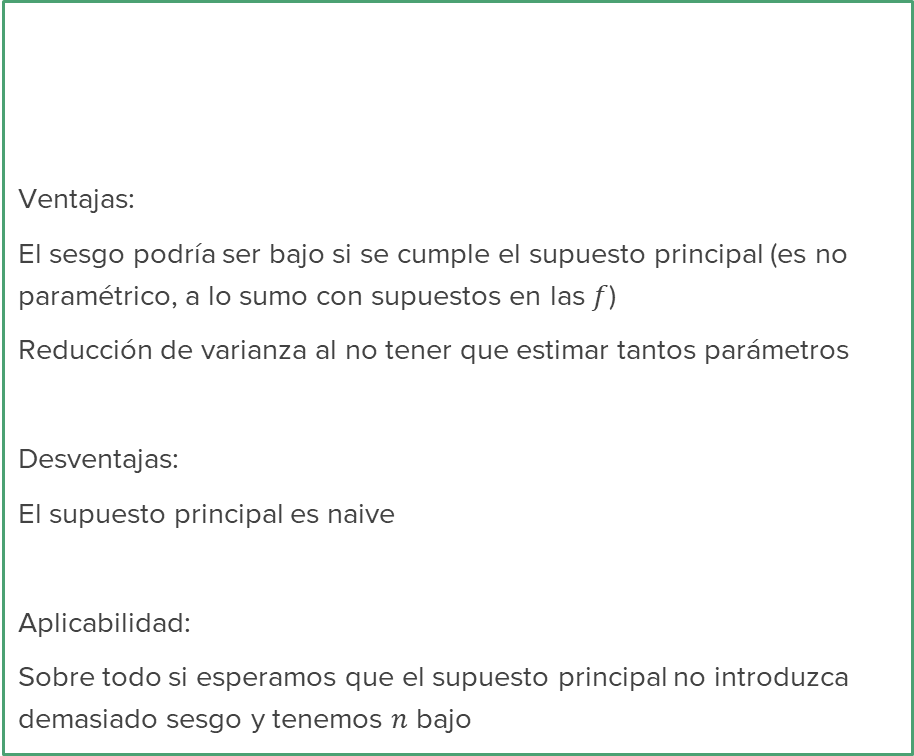 Ventajas:
El sesgo podría ser bajo si se cumple el supuesto principal (es no
paramétrico, a lo sumo con supuestos en las f)
Reducción de varianza al no tener que estimar tantos parámetros
Desventajas:
El supuesto principal es naive
Aplicabilidad:
Sobre todo si esperamos que el supuesto principal no introduzca
demasiado sesgo y tenemos n bajo